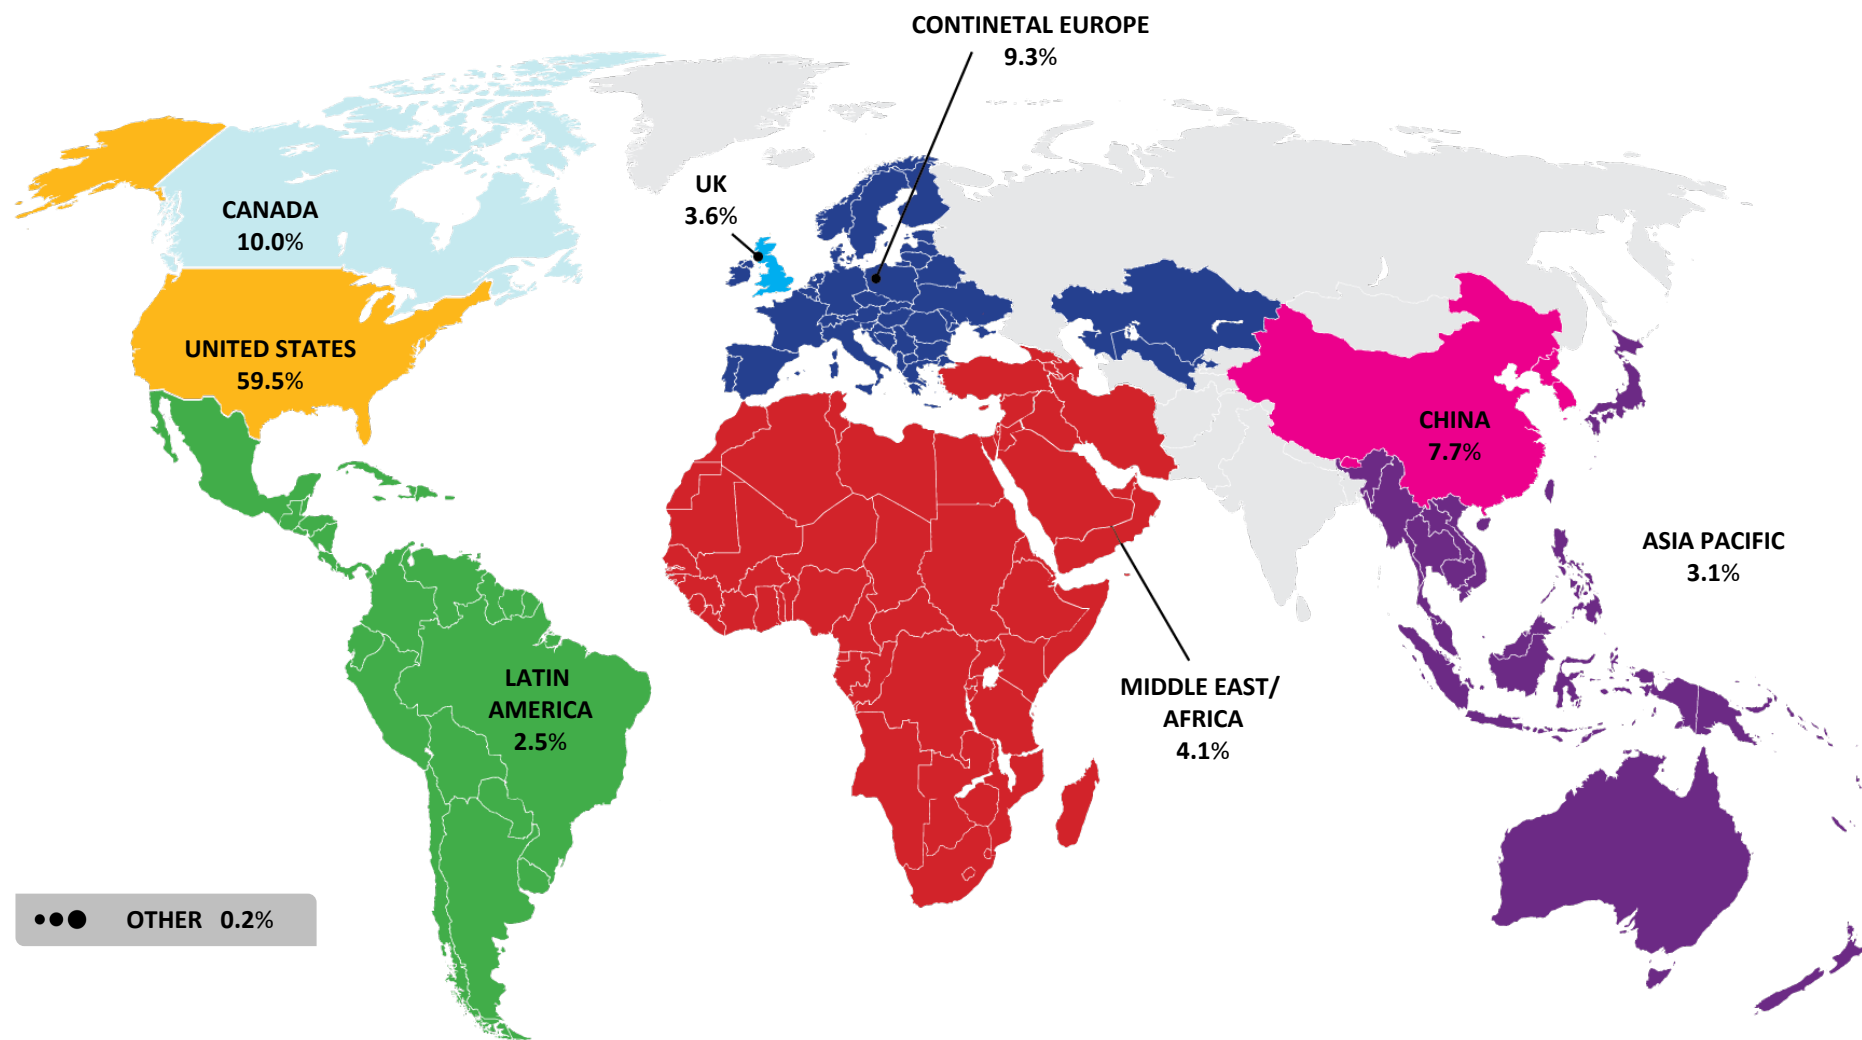 CONTINETAL EUROPE
9.3%
UK
3.6%
CANADA
10.0%
UNITED STATES
59.5%
CHINA
7.7%
ASIA PACIFIC
3.1%
LATIN
AMERICA
2.5%
MIDDLE EAST/
AFRICA
4.1%
OTHER 0.2%